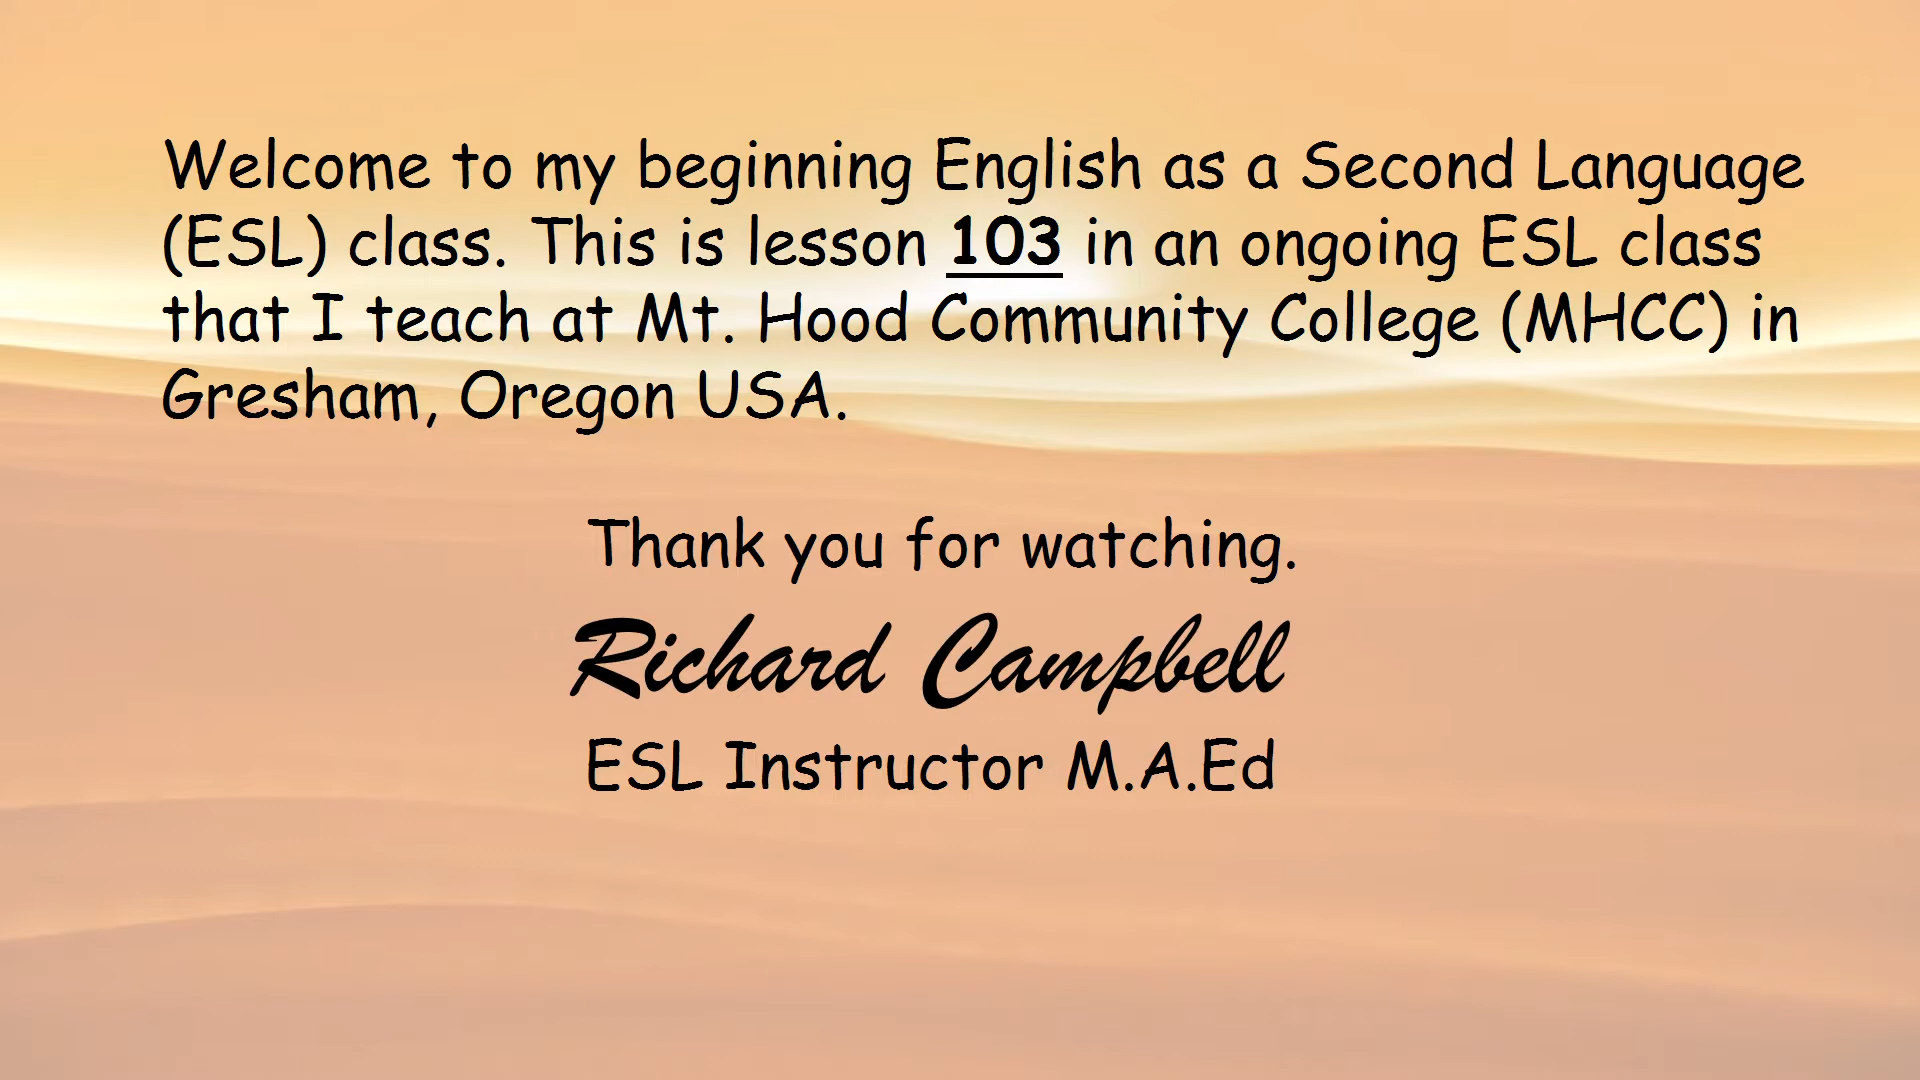 Welcome to my beginning English as a Second Language
(ESL) class. This is lesson 103 in an ongoing ESL class
that I teach at Mt. Hood Community College (MHCC) in
Gresham, Oregon USA.
Thank you for watching.
Richard Campbell
ESL Instructor M.A.Ed